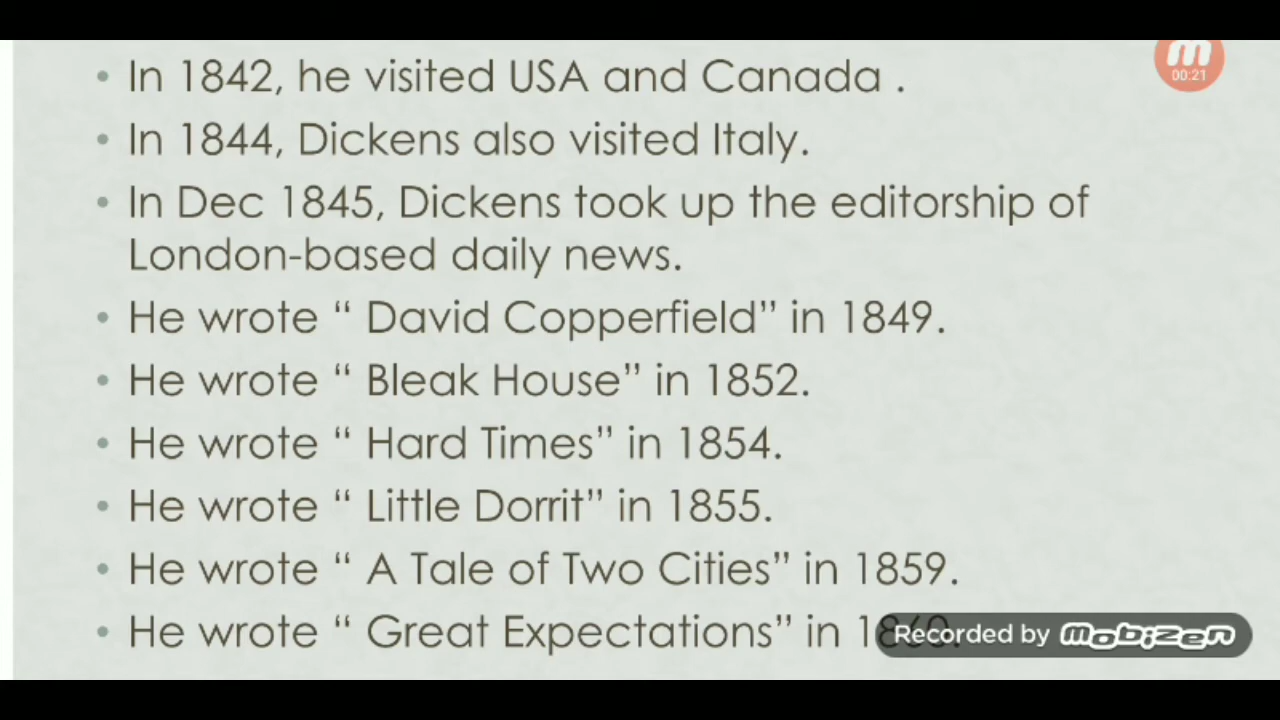 00:21
• In 1842, he visited USA and Canada .
• In 1844, Dickens also visited Italy.
• In Dec 1845, Dickens took up the editorship of
London-based daily news.
• He wrote “ David Copperfield” in 1849.
• He wrote “ Bleak House” in 1852.
• He wrote “ Hard Times” in 1854.
• He wrote “ Little Dorrit” in 1855.
• He wrote “ A Tale of Two Cities” in 1859.
• He wrote “ Great Expectations” in 1860.
Recorded by mobizen